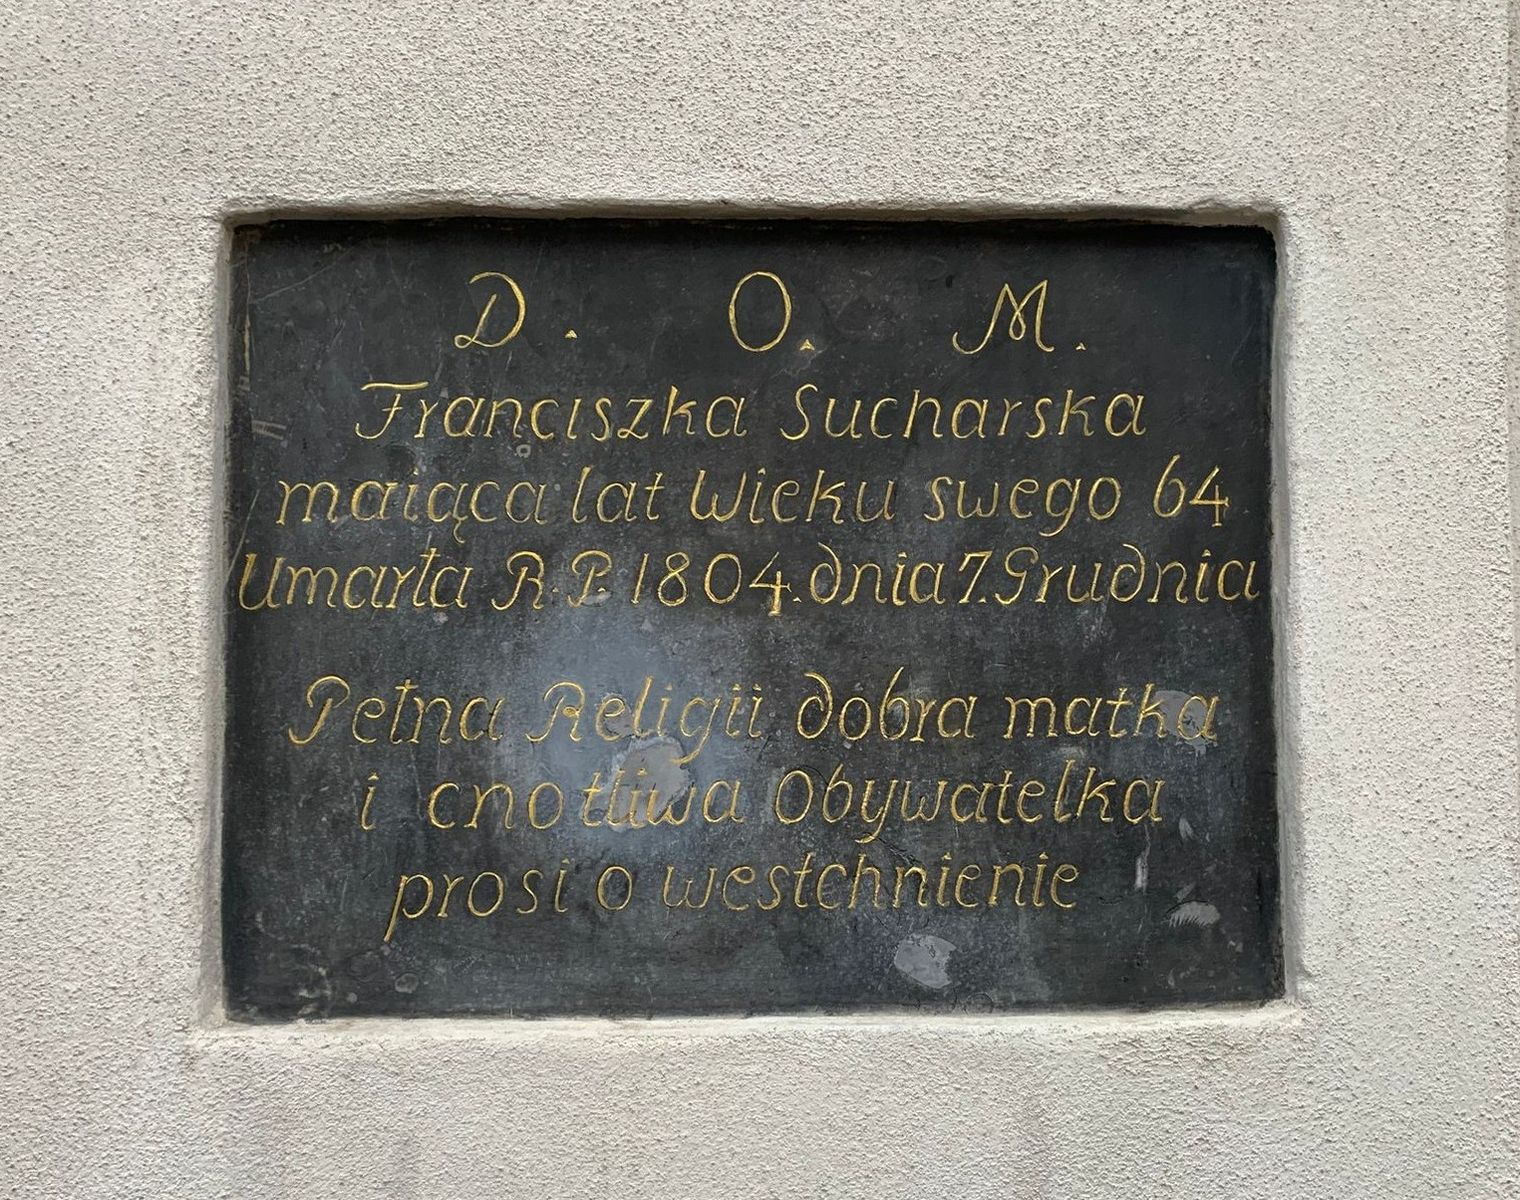 D. O. M.
Franciszka Sucharska
maiąca lat Wieku swego 64
Umarła R. P. 1804. dnia 7. Grudnia
Pełna Religii dobra matka
i cnotliwa Obywatelka
prosi o westchnienie